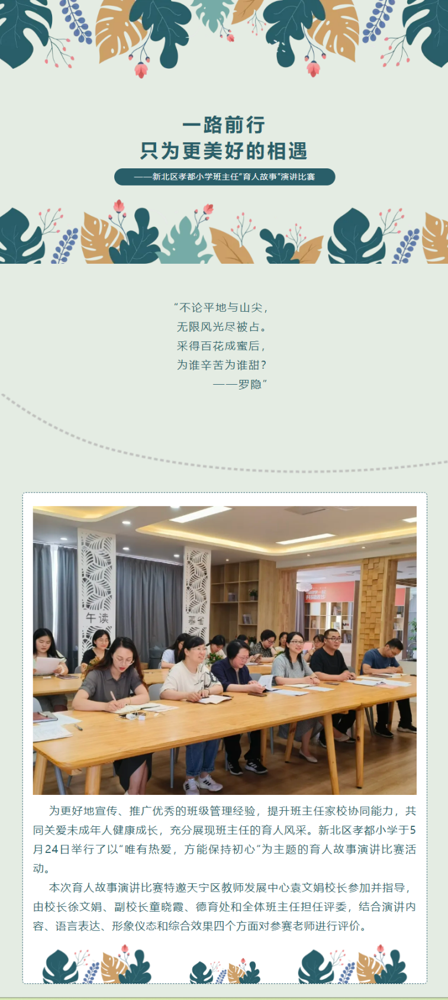 一路前行
只为更美好的相遇
——新北区孝都小学班主任“育人故事”演讲比赛
“不论平地与山尖，
无限风光尽被占。
采得百花成蜜后，
为谁辛苦为谁甜？
——罗隐”
午读
暮省
为更好地宣传、推广优秀的班级管理经验，提升班主任家校协同能力，共
同关爱未成年人健康成长，充分展现班主任的育人风采。新北区孝都小学于5
月24日举行了以“唯有热爱，方能保持初心”为主题的育人故事演讲比赛活
动。
本次育人故事演讲比赛特邀天宁区教师发展中心袁文娟校长参加并指导，
由校长徐文娟、副校长童晓霞、德育处和全体班主任担任评委，结合演讲内
容、语言表达、形象仪态和综合效果四个方面对参赛老师进行评价。